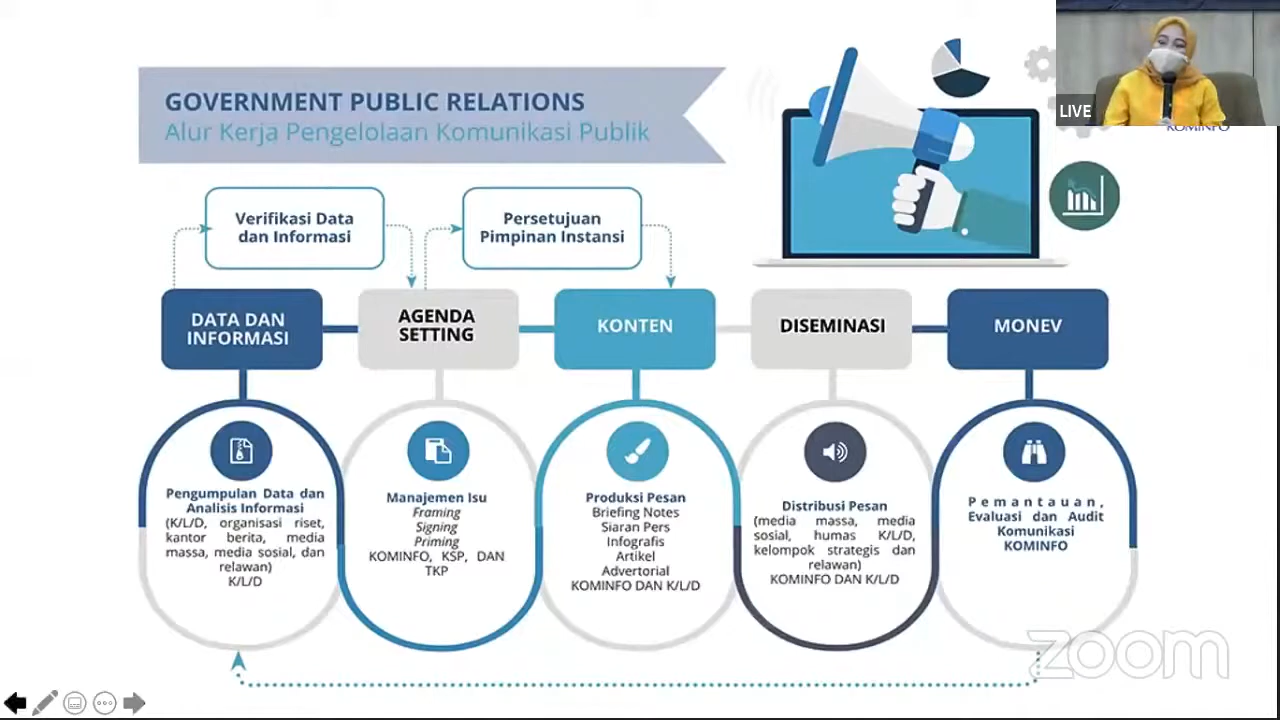 GOVERNMENT PUBLIC RELATIONS
Alur Kerja Pengelolaan Komunikasi Publik
LIVE
KOMINFO
Verifikasi Data
dan Informasi
Persetujuan
Pimpinan Instansi
DATA DAN
INFORMASI
AGENDA
SETTING
KONTEN
DISEMINASI
MONEV
Pengumpulan Data dan
Analisis Informasi
(K/L/D, organisasi riset,
kantor berita, media
massa, media sosial, dan
relawan)
K/L/D
Manajemen Isu
Framing
Signing
Priming
KOMINFO, KSP, DAN
TKP
Produksi Pesan
Briefing Notes
Siaran Pers
Infografis
Artikel
Advertorial
KOMINFO DAN K/L/D
Distribusi Pesan
(media massa, media
sosial, humas K/L/D,
kelompok strategis dan
relawan)
KOMINFO DAN K/L/D
Pemantauan,
Evaluasi dan Audit
Komunikasi
KOMINFO
zoom